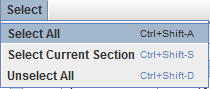 Select
Select All Ctrl+Shift-A
Select Current Section Ctrl+Shift-S
Unselect All Ctrl+Shift-D